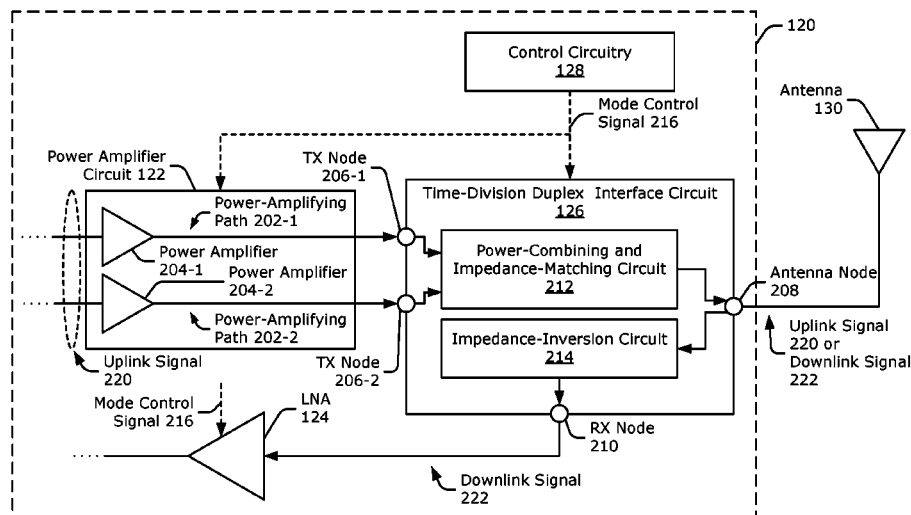 120
Control Circuitry
128
Antenna
130
Mode Control
Signal 216
Power Amplifier
Circuit 122
TX Node
206-1
Time-Division Duplex Interface Circuit
126
Power-Amplifying
Path 202-1
Power Amplifier
204-1
Power Amplifier
204-2
Power-Combining and
Impedance-Matching Circuit
212
Antenna Node
208
Power-Amplifying
Path 202-2
Impedance-Inversion Circuit
214
Uplink Signal
220 or
Downlink Signal
222
Uplink Signal
220
TX Node
206-2
Mode Control
Signal 216
LNA
124
RX Node
210
Downlink Signal
222